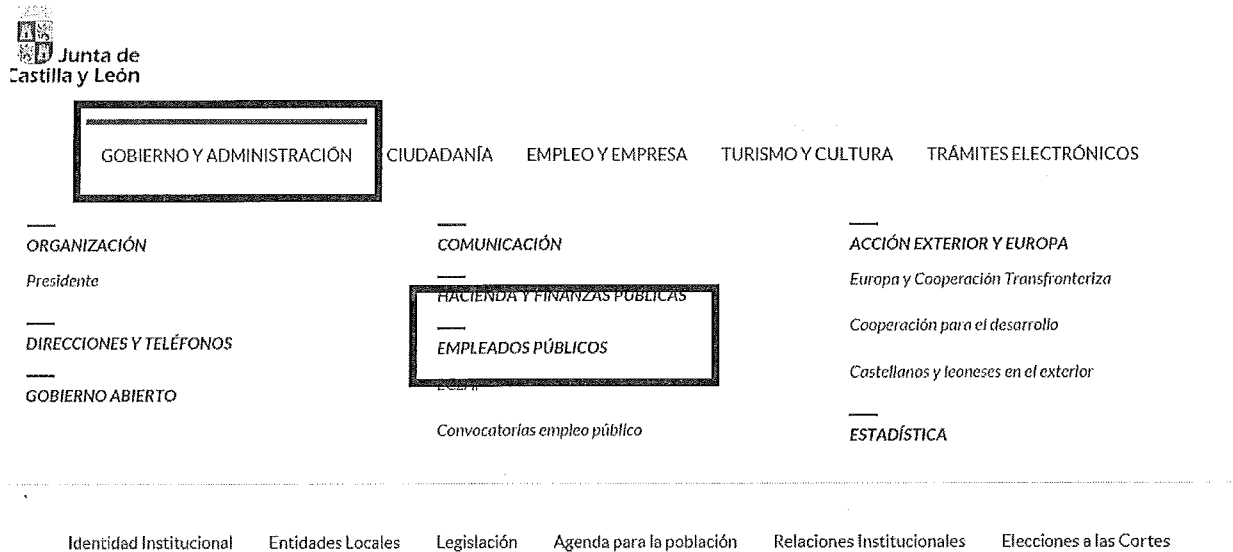 Junta de
Castilla y León
GOBIERNO Y ADMINISTRACIÓN CIUDADANÍA EMPLEO Y EMPRESA TURISMO Y CULTURA TRÁMITES ELECTRÓNICOS
ORGANIZACIÓN
Presidente
DIRECCIONES Y TELÉFONOS
GOBIERNO ABIERTO
COMUNICACIÓN
HACIENDA Y FINANZAS PÚBLICAS
EMPLEADOS PÚBLICOS
Convocatorias empleo público
ACCIÓN EXTERIOR Y EUROPA
Europa y Cooperación Transfronteriza
Cooperación para el desarrollo
Castellanos y leoneses en el exterior
ESTADÍSTICA
Identidad Institucional Entidades Locales Legislación Agenda para la población Relaciones Institucionales Elecciones a las Cortes